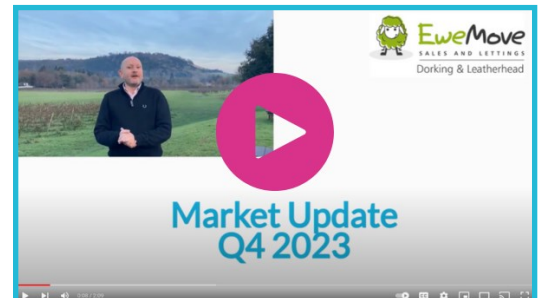 EweMove
SALES AND LETTINGS
Dorking & Leatherhead
Market Update
Q4 2023